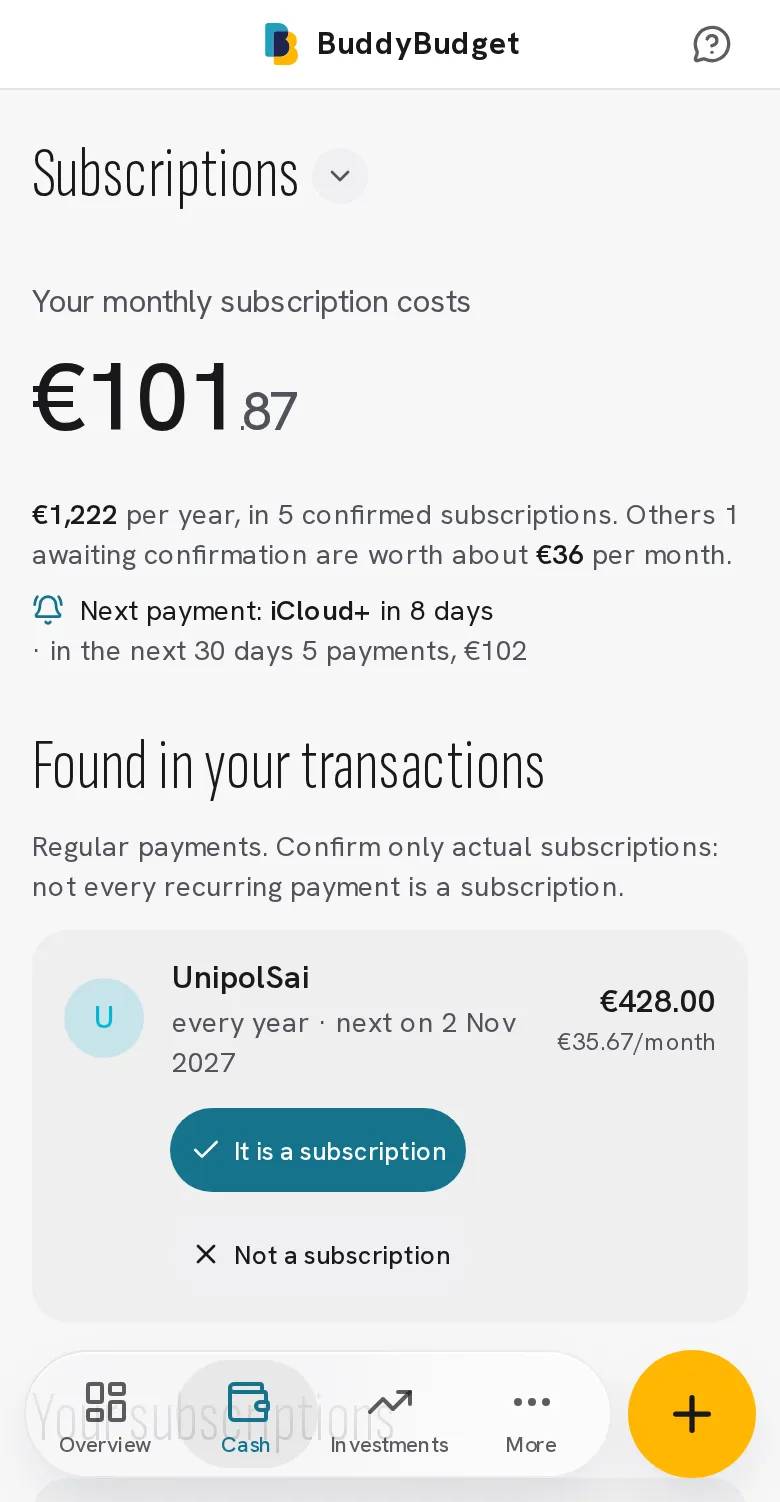 BuddyBudget
Subscriptions
Your monthly subscription costs
€101.87
€1,222 per year, in 5 confirmed subscriptions. Others 1
awaiting confirmation are worth about €36 per month.
Next payment: iCloud+ in 8 days
· in the next 30 days 5 payments, €102
Found in your transactions
Regular payments. Confirm only actual subscriptions:
not every recurring payment is a subscription.
U
UnipolSai
every year · next on 2 Nov
2027
€428.00
€35.67/month
It is a subscription
Not a subscription
Your subscriptions
Overview
Cash
Investments
More